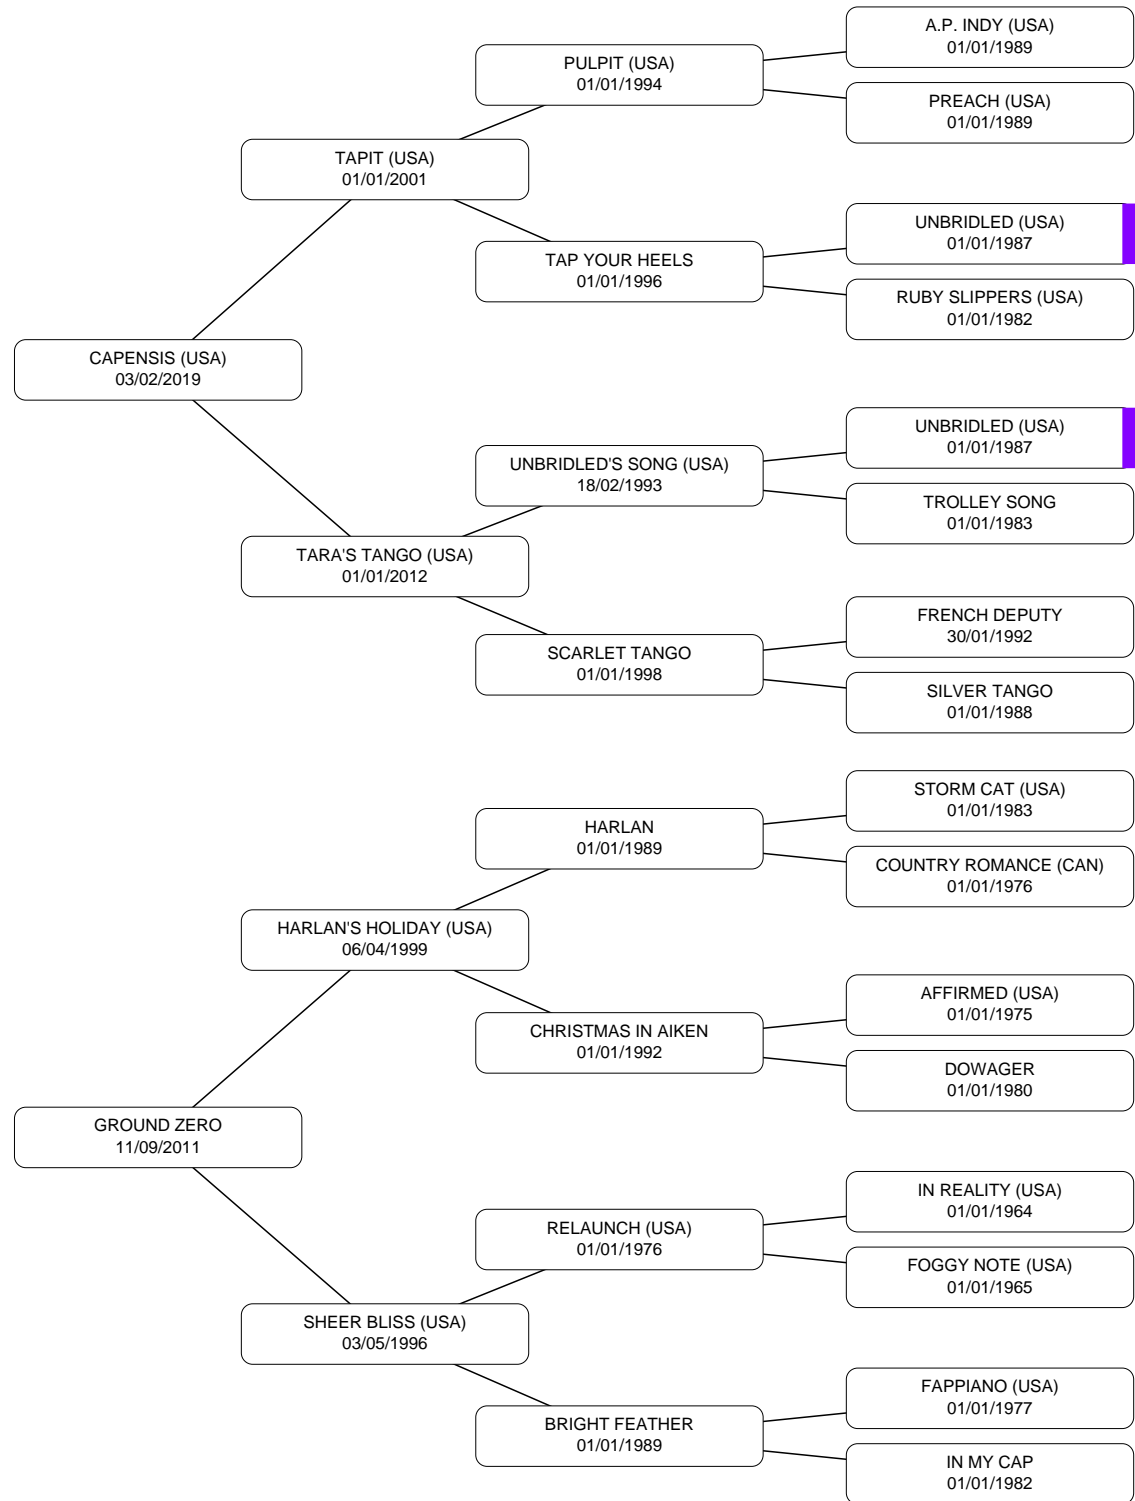 A.P. INDY (USA)
01/01/1989
PULPIT (USA)
01/01/1994
PREACH (USA)
01/01/1989
TAPIT (USA)
01/01/2001
UNBRIDLED (USA)
01/01/1987
TAP YOUR HEELS
01/01/1996
RUBY SLIPPERS (USA)
01/01/1982
CAPENSIS (USA)
03/02/2019
UNBRIDLED (USA)
01/01/1987
UNBRIDLED'S SONG (USA)
18/02/1993
TROLLEY SONG
01/01/1983
TARA'S TANGO (USA)
01/01/2012
FRENCH DEPUTY
30/01/1992
SCARLET TANGO
01/01/1998
SILVER TANGO
01/01/1988
STORM CAT (USA)
01/01/1983
HARLAN
01/01/1989
COUNTRY ROMANCE (CAN)
01/01/1976
HARLAN'S HOLIDAY (USA)
06/04/1999
AFFIRMED (USA)
01/01/1975
CHRISTMAS IN AIKEN
01/01/1992
DOWAGER
01/01/1980
GROUND ZERO
11/09/2011
IN REALITY (USA)
01/01/1964
RELAUNCH (USA)
01/01/1976
FOGGY NOTE (USA)
01/01/1965
SHEER BLISS (USA)
03/05/1996
FAPPIANO (USA)
01/01/1977
BRIGHT FEATHER
01/01/1989
IN MY CAP
01/01/1982